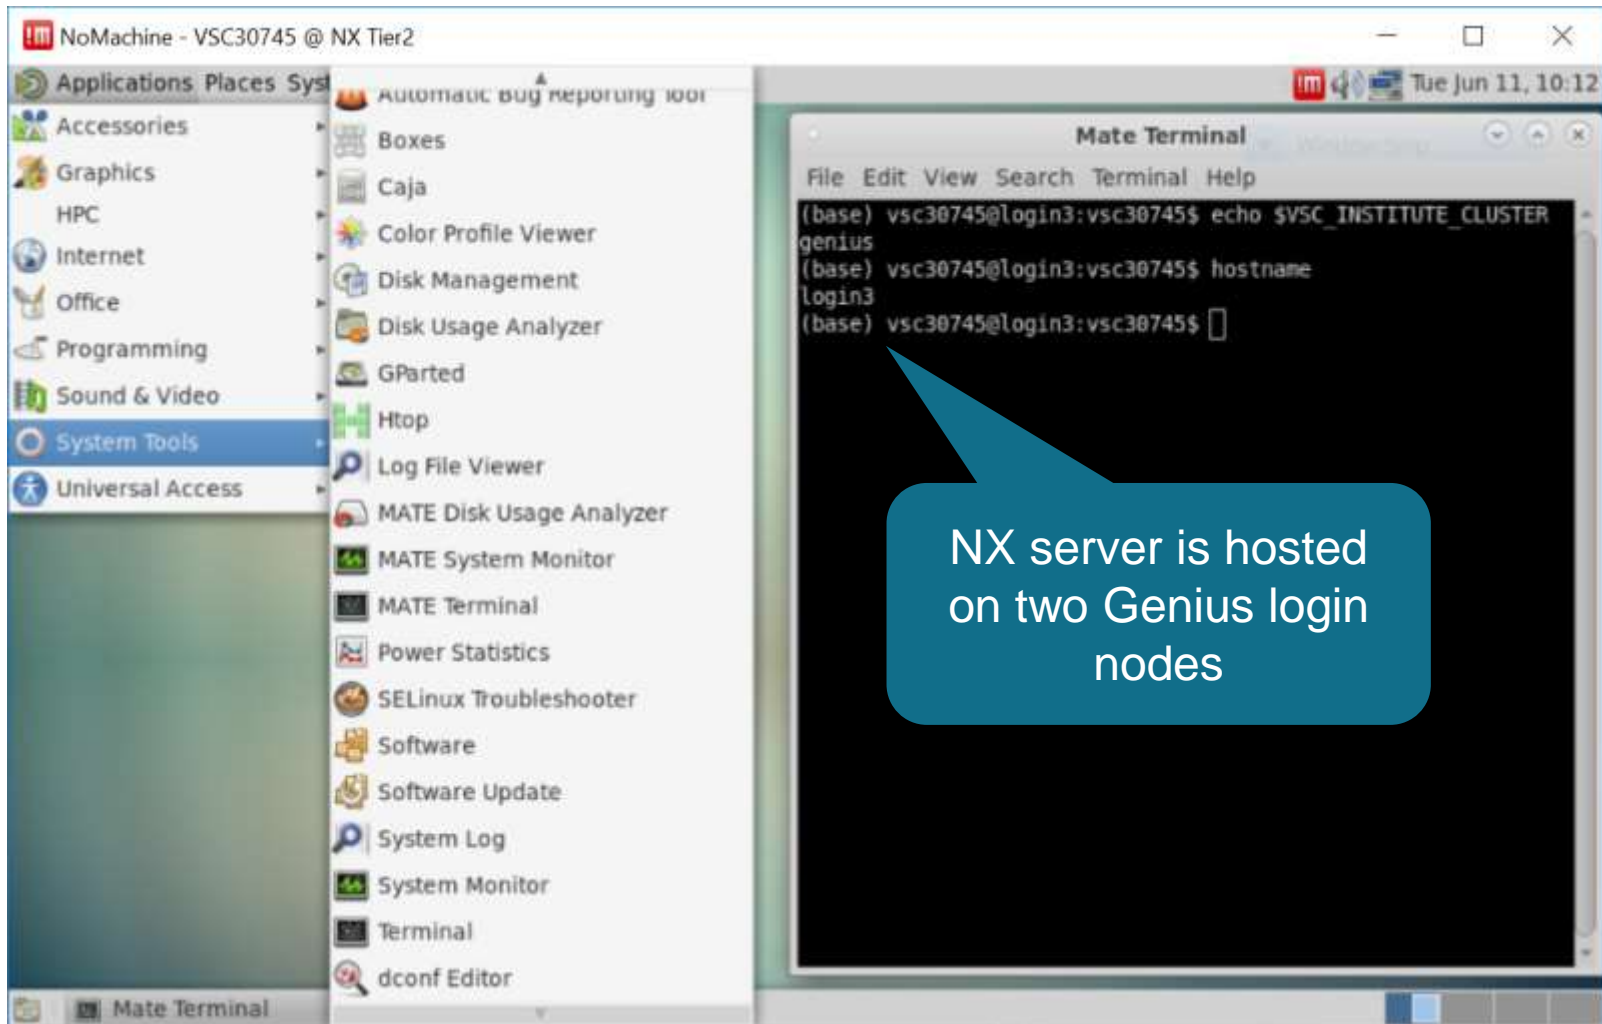 NoMachine - VSC30745 @ NX Tier2
Applications Places Syst
Tue Jun 11, 10:12
Accessories
Graphics
HPC
Internet
Office
Programming
Sound & Video
System Tools
Universal Access
Automatic Bug Reporting Tool
Boxes
Caja
Color Profile Viewer
Disk Management
Disk Usage Analyzer
GParted
Htop
Log File Viewer
MATE Disk Usage Analyzer
MATE System Monitor
MATE Terminal
Power Statistics
SELinux Troubleshooter
Software
Software Update
System Log
System Monitor
Terminal
dconf Editor
Mate Terminal
File Edit View Search Terminal Help
(base) vsc30745@login3:vsc30745$ echo $VSC_INSTITUTE_CLUSTER
genius
(base) vsc30745@login3:vsc30745$ hostname
login3
(base) vsc30745@login3:vsc30745$
NX server is hosted
on two Genius login
nodes
Mate Terminal